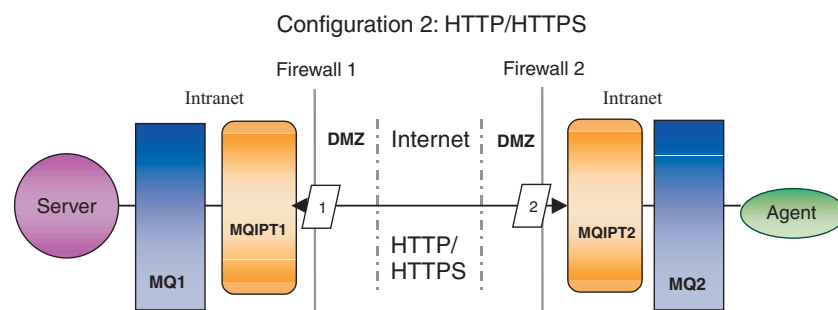 Configuration 2: HTTP/HTTPS
Firewall 1
Firewall 2
Intranet
Intranet
DMZ
Internet
DMZ
Server
MQ1
MQIPT1
1
HTTP/
HTTPS
2
MQIPT2
MQ2
Agent